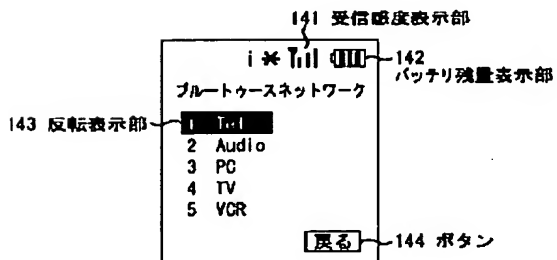 141 受信感度表示部
i
142
バッテリ残量表示部
ブルートゥースネットワーク
143 反転表示部
1 Tel
2 Audio
3 PC
4 TV
5 VCR
戻る
144 ボタン